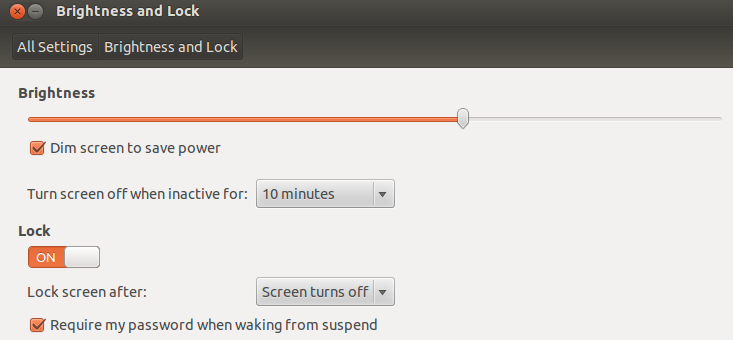 Brightness and Lock
All Settings Brightness and Lock
Brightness
Dim screen to save power
Turn screen off when inactive for: 10 minutes
Lock
ON
Lock screen after: Screen turns off
Require my password when waking from suspend